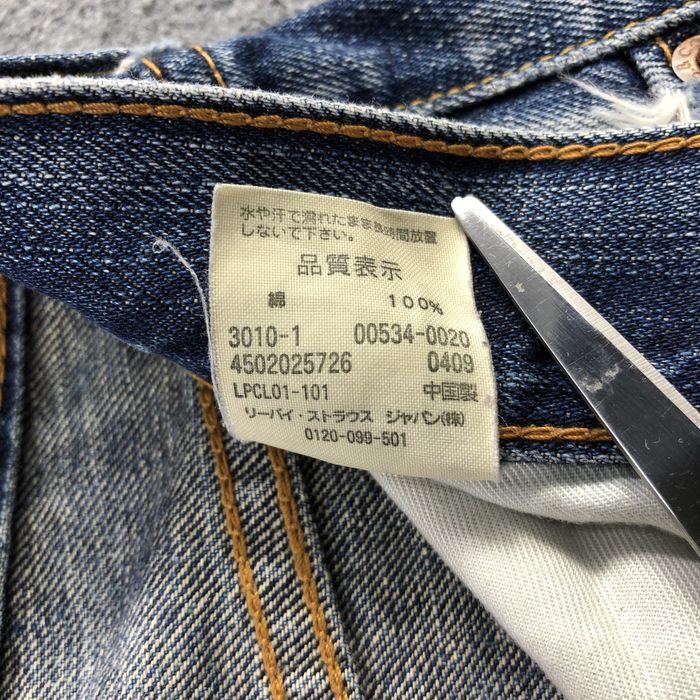 水や汗で濡れたまま長時間放置
しないで下さい。
品質表示
綿 100%
3010-1 00534-0020
4502025726 0409
LPCL01-101 中国製
リーバイ・ストラウス ジャパン(株)
0120-099-501